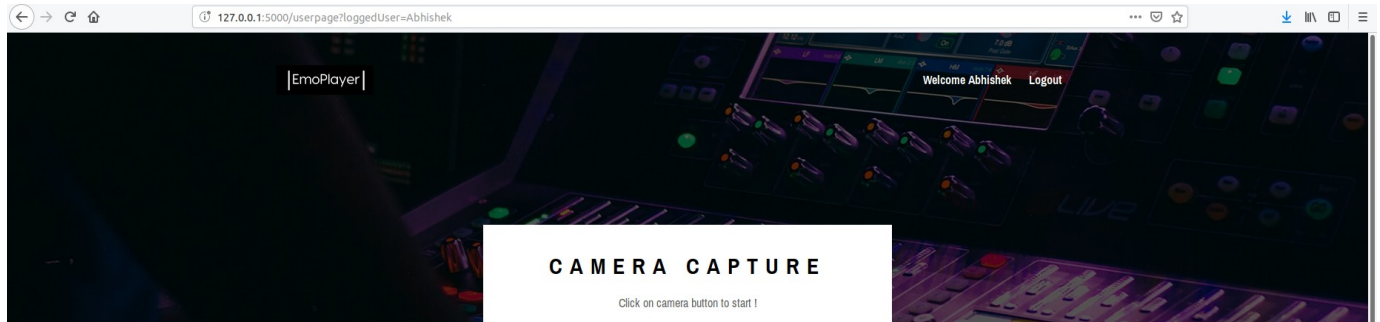 127.0.0.1:5000/userpage?loggedUser=Abhishek
|EmoPlayer|
Welcome Abhishek Logout
LIVE
CAMERA CAPTURE
Click on camera button to start !